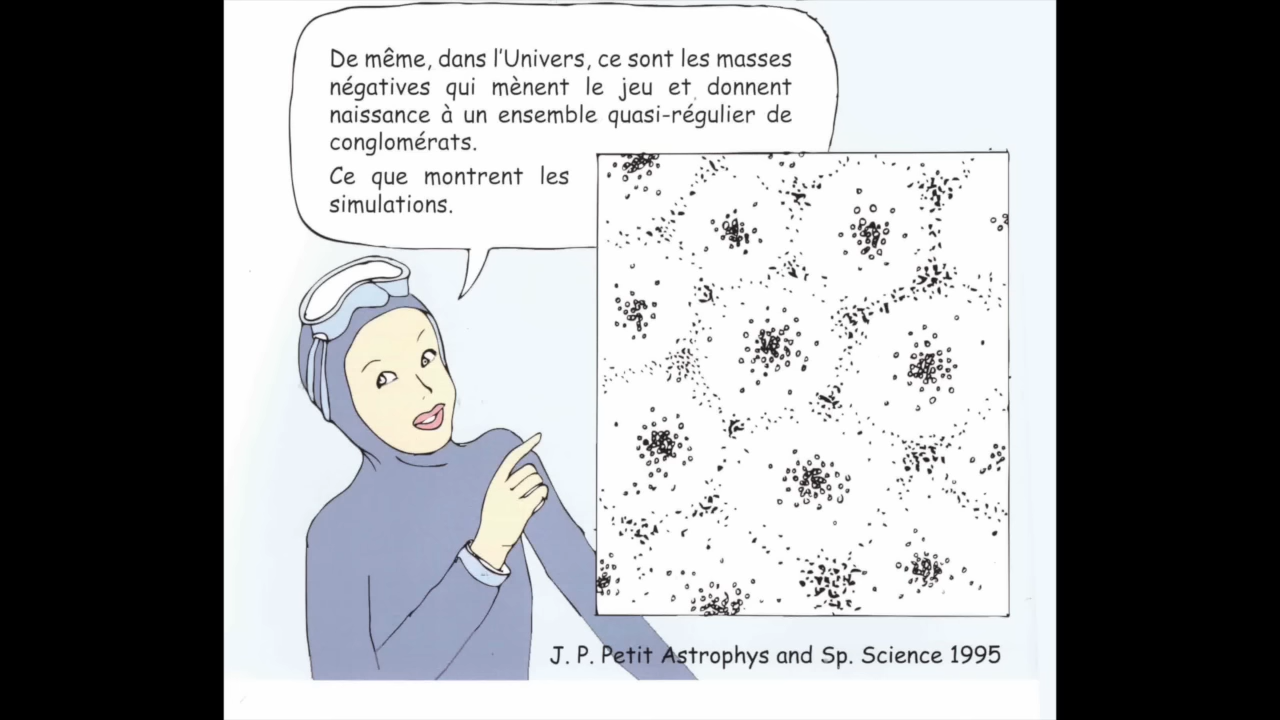 De même, dans l'Univers, ce sont les masses
négatives qui mènent le jeu et donnent
naissance à un ensemble quasi-régulier de
conglomérats.
Ce que montrent les
simulations.
J. P. Petit Astrophys and Sp. Science 1995